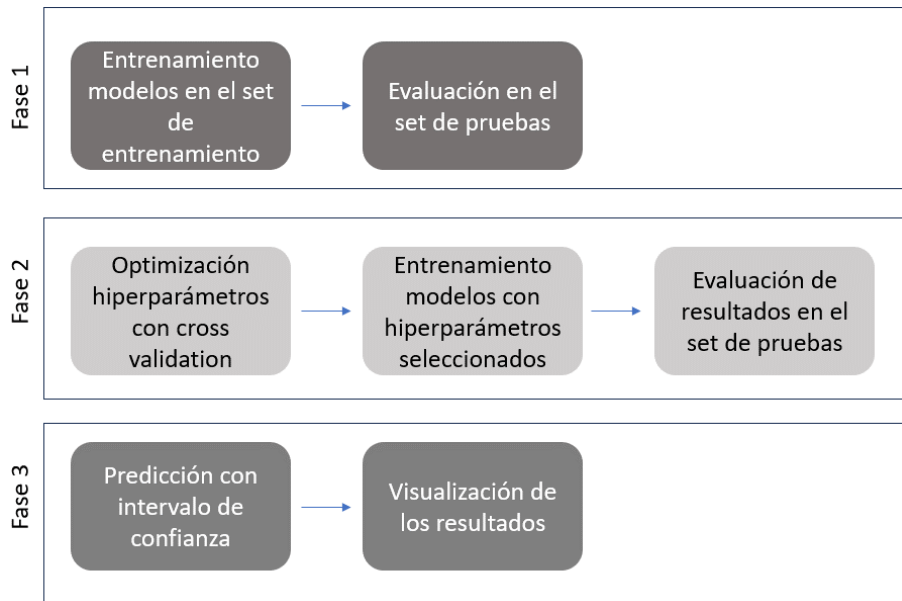 Fase 1
Entrenamiento
modelos en el set
de
entrenamiento
Evaluación en el
set de pruebas
Fase 2
Optimización
hiperparámetros
con cross
validation
Entrenamiento
modelos con
hiperparámetros
seleccionados
Evaluación de
resultados en el
set de pruebas
Fase 3
Predicción con
intervalo de
confianza
Visualización de
los resultados